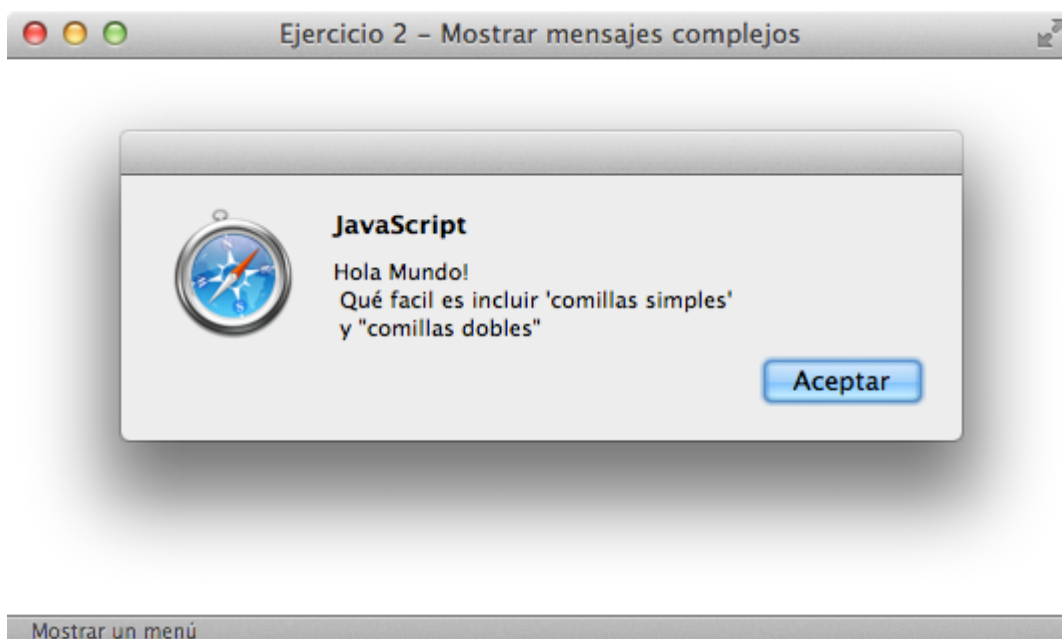 Ejercicio 2 – Mostrar mensajes complejos
JavaScript
Hola Mundo!
Qué facil es incluir 'comillas simples'
y "comillas dobles"
Aceptar
Mostrar un menú